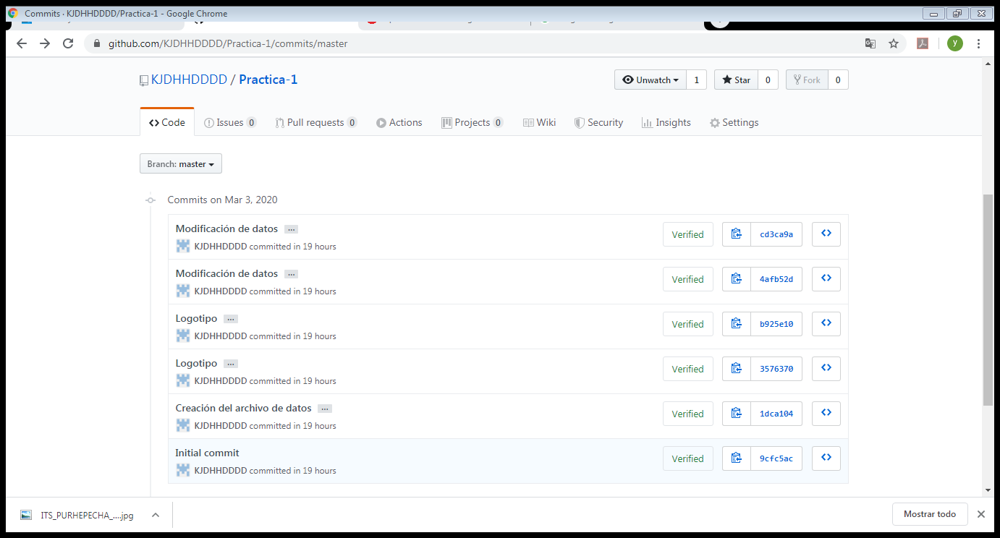 Commits · KJDHHDDDD/Practica-1 - Google Chrome
github.com/KJDHHDDDD/Practica-1/commits/master
y
KJDHHDDDD / Practica-1
Unwatch 1 Star 0 Fork 0
Code Issues 0 Pull requests 0 Actions Projects 0 Wiki Security Insights Settings
Branch: master
Commits on Mar 3, 2020
Modificación de datos ...
KJDHHDDDD committed in 19 hours
Verified cd3ca9a
Modificación de datos ...
KJDHHDDDD committed in 19 hours
Verified 4afb52d
Logotipo ...
KJDHHDDDD committed in 19 hours
Verified b925e10
Logotipo ...
KJDHHDDDD committed in 19 hours
Verified 3576370
Creación del archivo de datos ...
KJDHHDDDD committed in 19 hours
Verified 1dca104
Initial commit
KJDHHDDDD committed in 19 hours
Verified 9cfc5ac
ITS_PURHEPECHA_....jpg
Mostrar todo